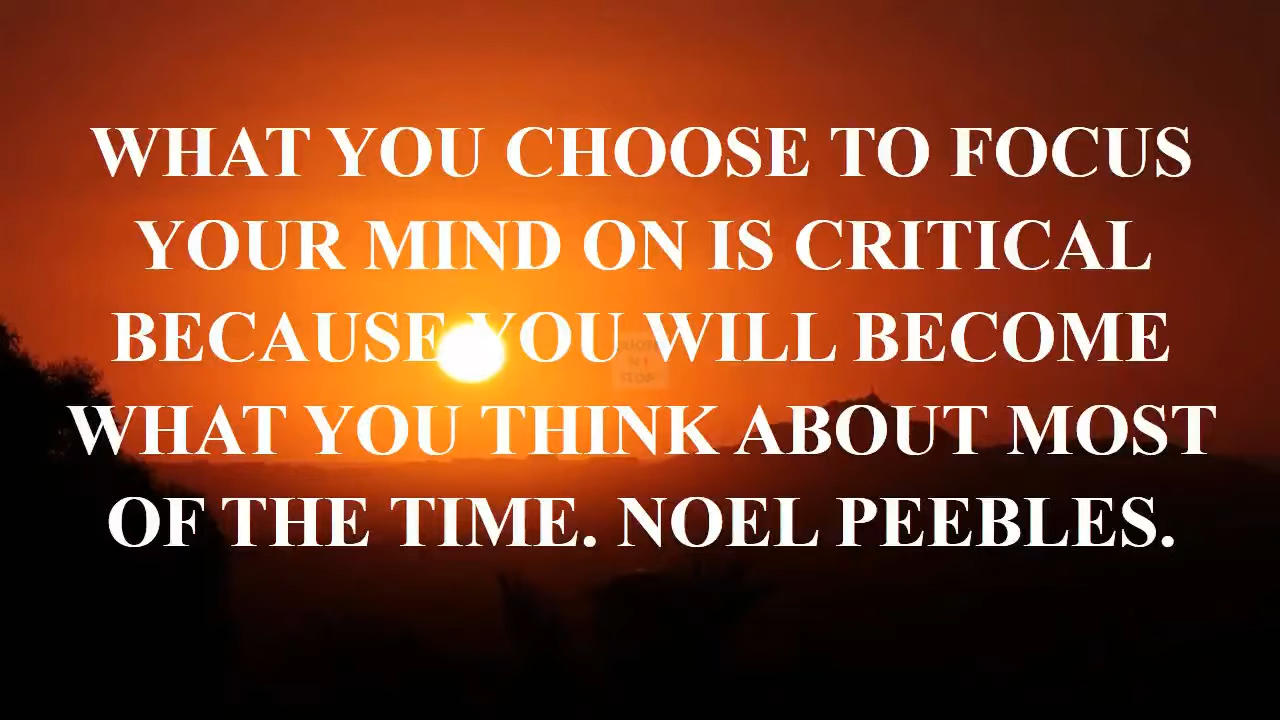 WHAT YOU CHOOSE TO FOCUS
YOUR MIND ON IS CRITICAL
BECAUSE YOU WILL BECOME
WHAT YOU THINK ABOUT MOST
OF THE TIME. NOEL PEEBLES.